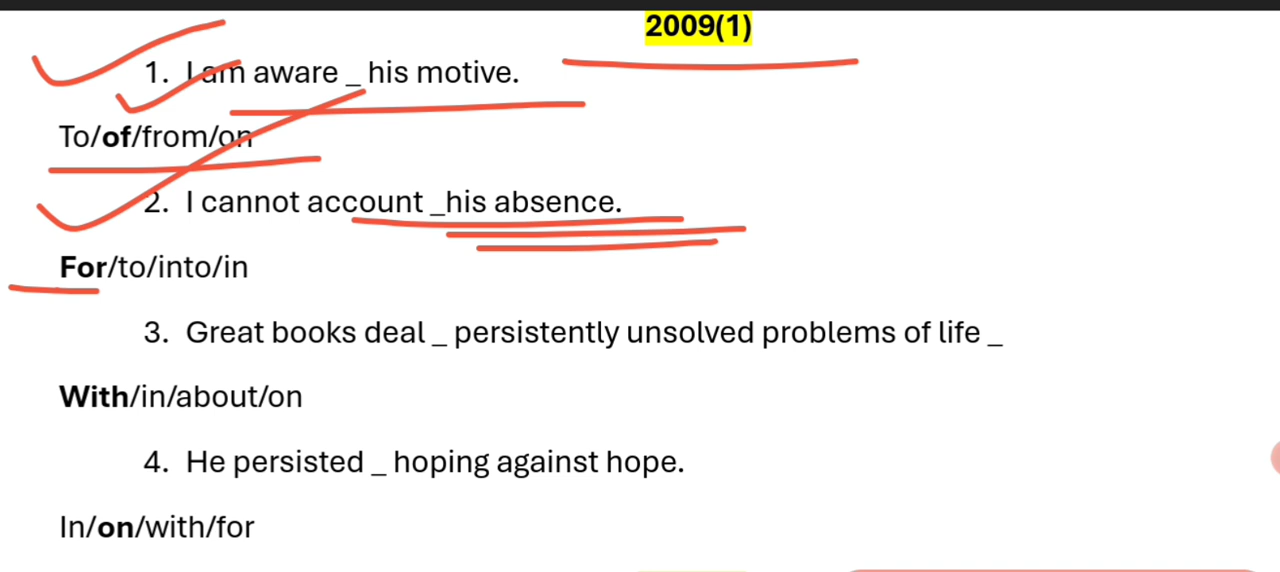 2009(1)
1. I am aware _ his motive.
To/of/from/on
2. I cannot account _his absence.
For/to/into/in
3. Great books deal _ persistently unsolved problems of life _
With/in/about/on
4. He persisted _ hoping against hope.
In/on/with/for